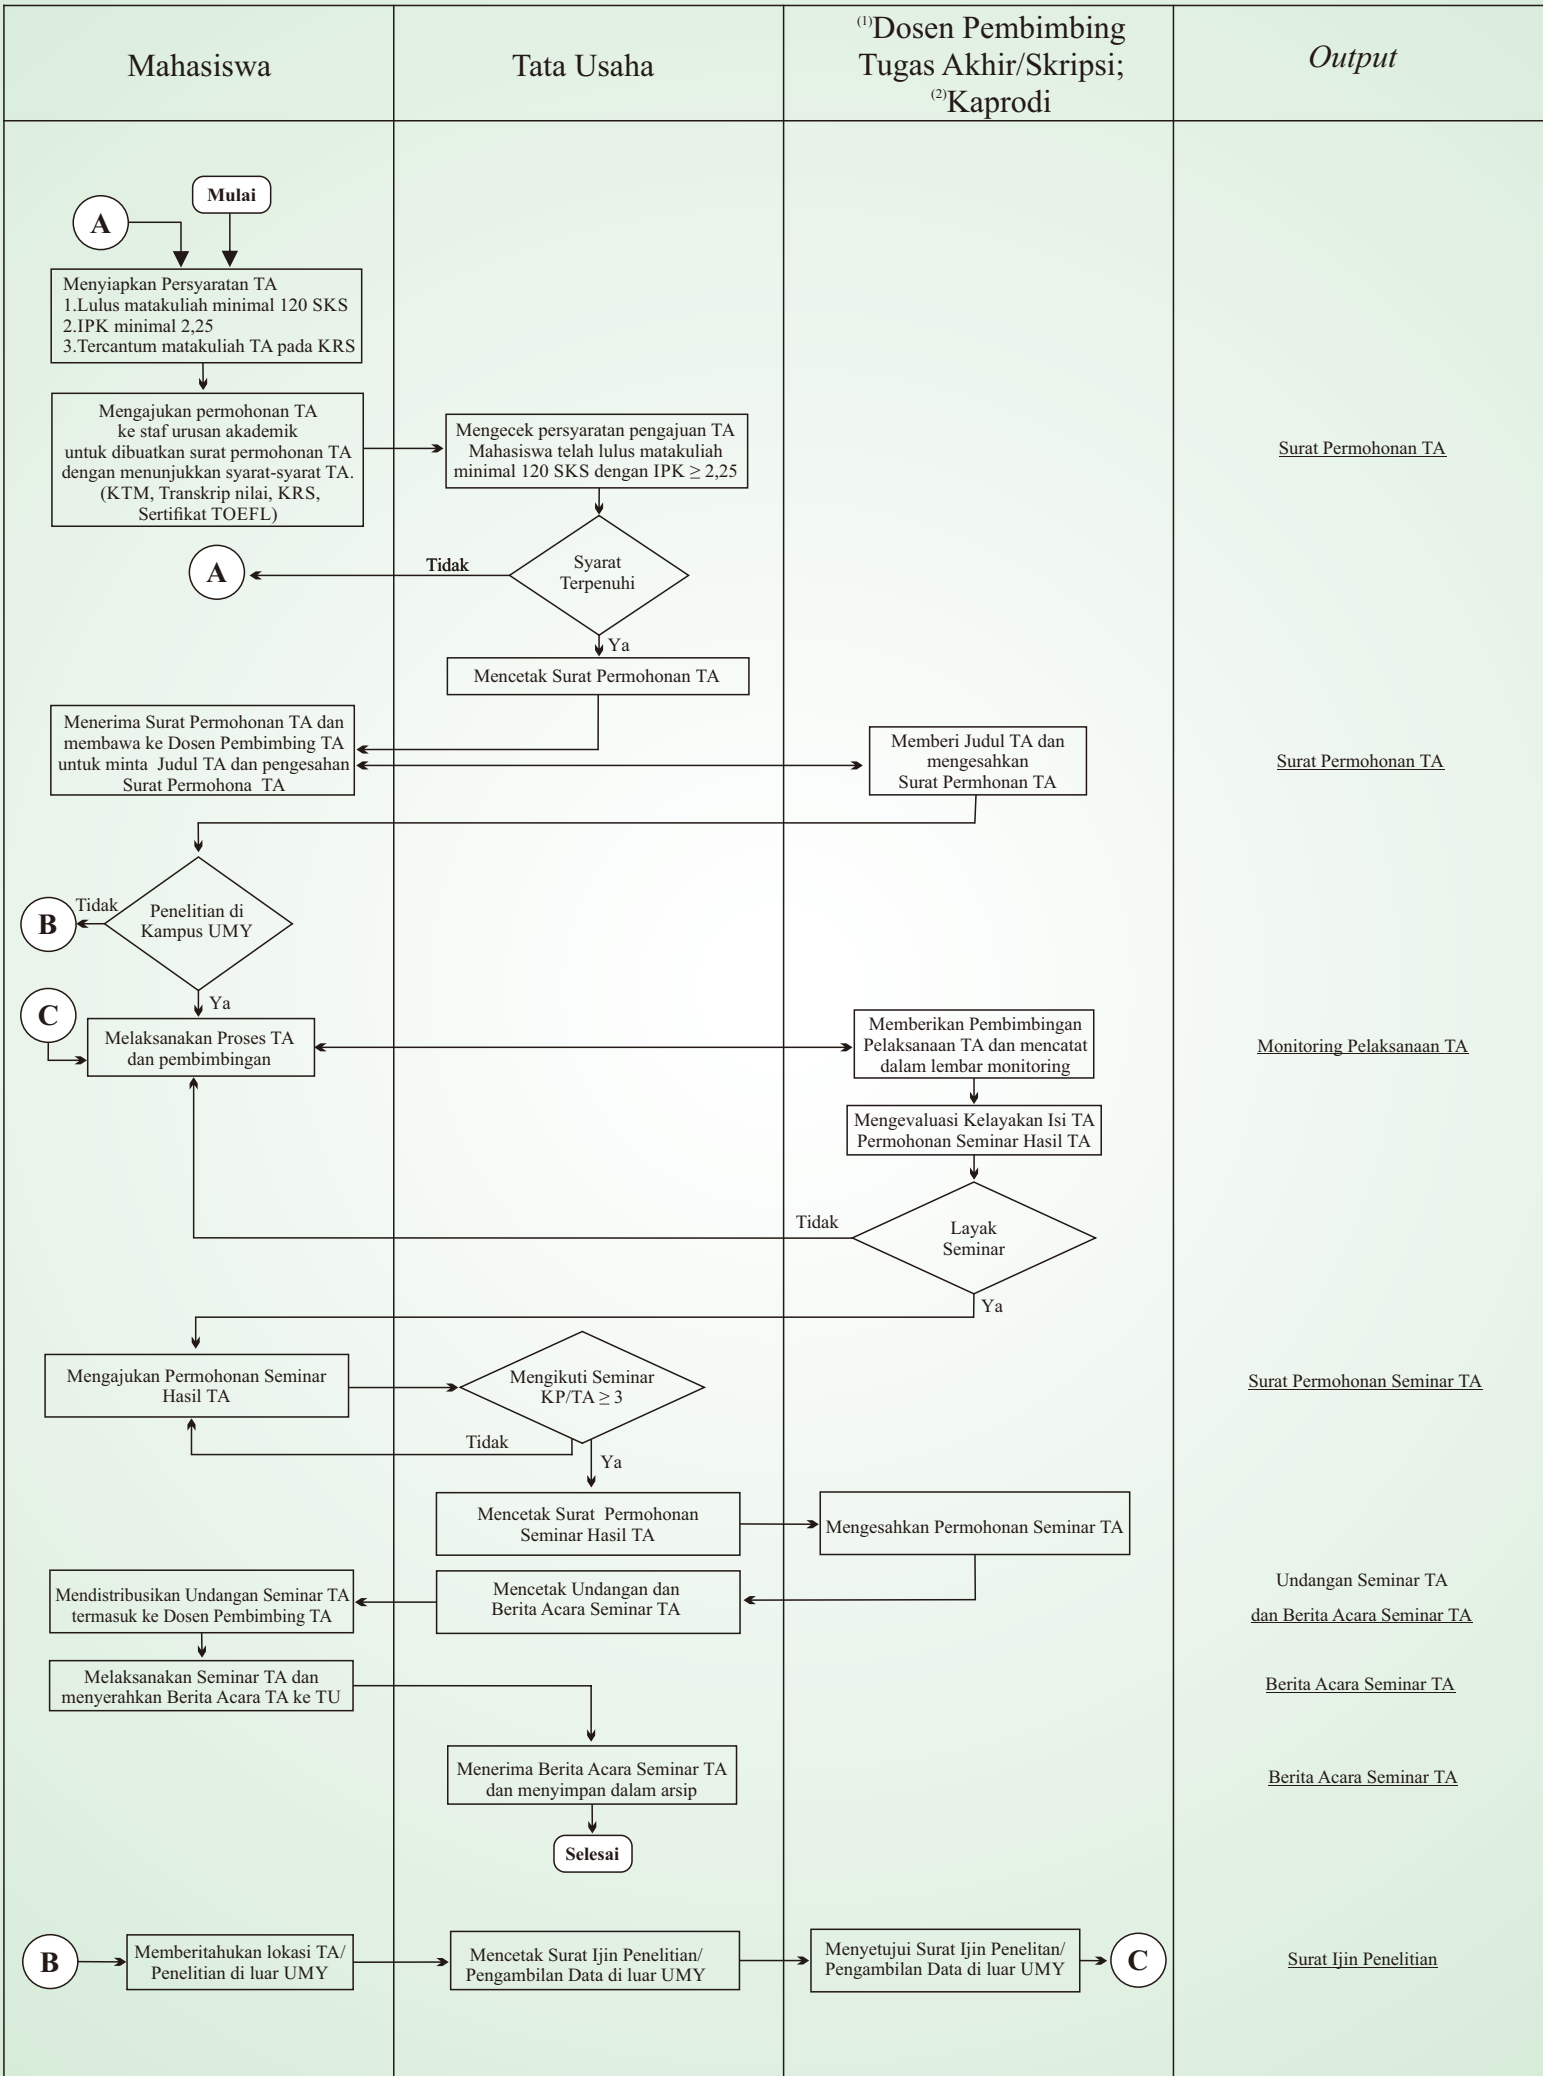 Mahasiswa
Tata Usaha
(1)Dosen Pembimbing
Tugas Akhir/Skripsi;
(2)Kaprodi
Output
Mulai
A
Menyiapkan Persyaratan TA
1.Lulus matakuliah minimal 120 SKS
2.IPK minimal 2,25
3.Tercantum matakuliah TA pada KRS
Mengajukan permohonan TA
ke staf urusan akademik
untuk dibuatkan surat permohonan TA
dengan menunjukkan syarat-syarat TA.
(KTM, Transkrip nilai, KRS,
Sertifikat TOEFL)
Mengecek persyaratan pengajuan TA
Mahasiswa telah lulus matakuliah
minimal 120 SKS dengan IPK ≥ 2,25
Surat Permohonan TA
A
Tidak
Syarat
Terpenuhi
Ya
Mencetak Surat Permohonan TA
Menerima Surat Permohonan TA dan
membawa ke Dosen Pembimbing TA
untuk minta Judul TA dan pengesahan
Surat Permohona TA
Memberi Judul TA dan
mengesahkan
Surat Permhonan TA
Surat Permohonan TA
B
Tidak
Penelitian di
Kampus UMY
Ya
C
Melaksanakan Proses TA
dan pembimbingan
Memberikan Pembimbingan
Pelaksanaan TA dan mencatat
dalam lembar monitoring
Monitoring Pelaksanaan TA
Mengevaluasi Kelayakan Isi TA
Permohonan Seminar Hasil TA
Tidak
Layak
Seminar
Ya
Mengajukan Permohonan Seminar
Hasil TA
Mengikuti Seminar
KP/TA ≥ 3
Surat Permohonan Seminar TA
Tidak
Ya
Mencetak Surat Permohonan
Seminar Hasil TA
Mengesahkan Permohonan Seminar TA
Mendistribusikan Undangan Seminar TA
termasuk ke Dosen Pembimbing TA
Mencetak Undangan dan
Berita Acara Seminar TA
Undangan Seminar TA
dan Berita Acara Seminar TA
Melaksanakan Seminar TA dan
menyerahkan Berita Acara TA ke TU
Berita Acara Seminar TA
Menerima Berita Acara Seminar TA
dan menyimpan dalam arsip
Berita Acara Seminar TA
Selesai
B
Memberitahukan lokasi TA/
Penelitian di luar UMY
Mencetak Surat Ijin Penelitian/
Pengambilan Data di luar UMY
Menyetujui Surat Ijin Penelitan/
Pengambilan Data di luar UMY
C
Surat Ijin Penelitian